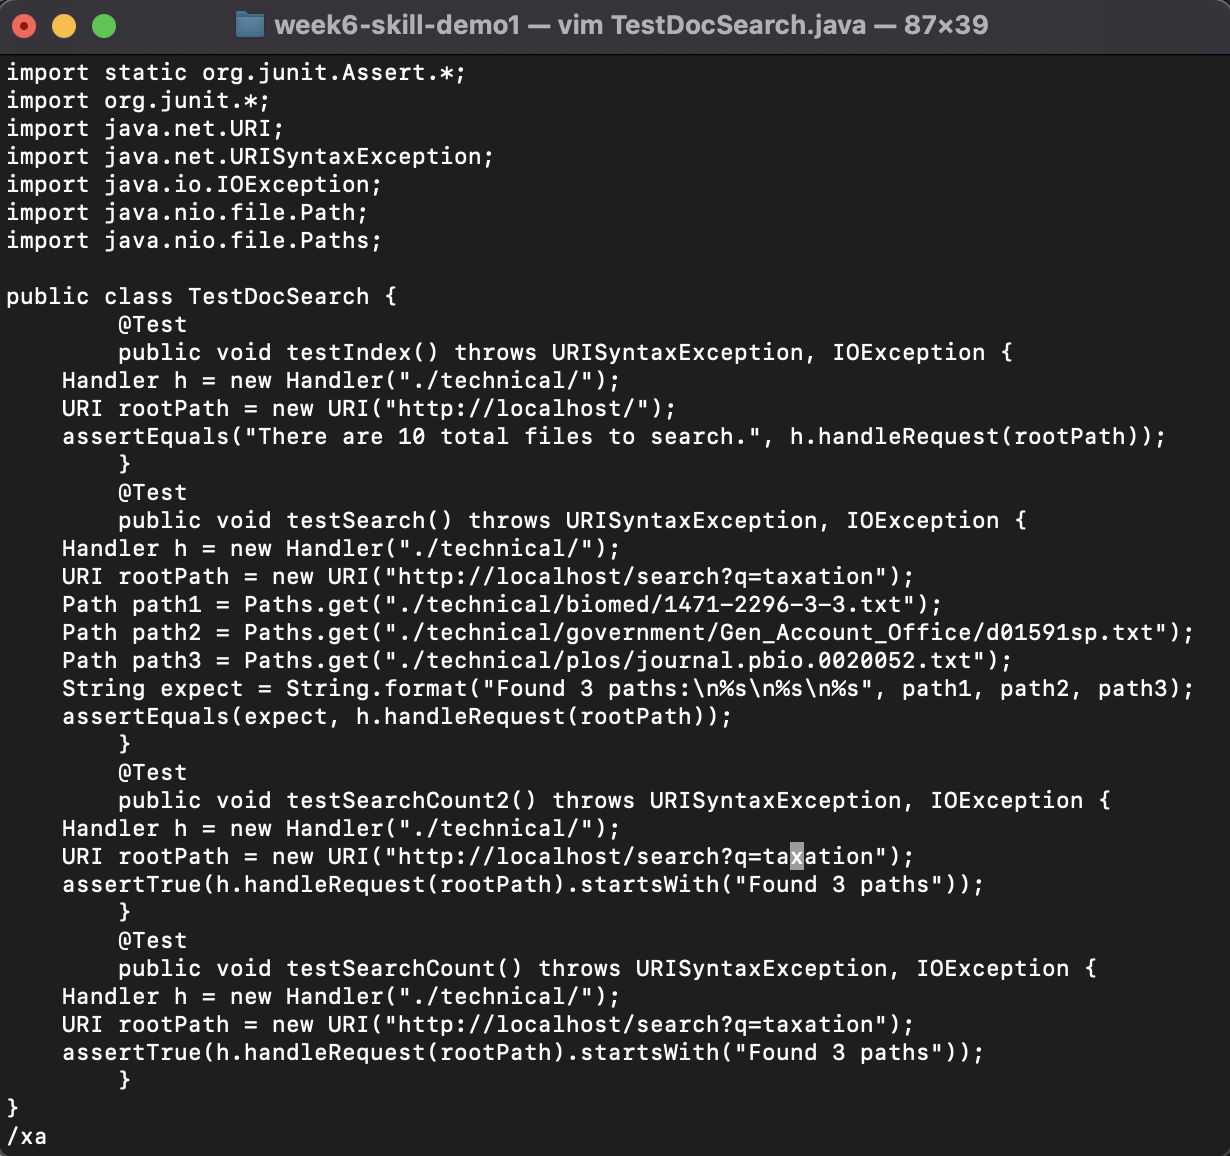 week6-skill-demo1 — vim TestDocSearch.java — 87×39
import static org.junit.Assert.*;
import org.junit.*;
import java.net.URI;
import java.net.URISyntaxException;
import java.io.IOException;
import java.nio.file.Path;
import java.nio.file.Paths;

public class TestDocSearch {
        @Test
        public void testIndex() throws URISyntaxException, IOException {
    Handler h = new Handler("./technical/");
    URI rootPath = new URI("http://localhost/");
    assertEquals("There are 10 total files to search.", h.handleRequest(rootPath));
        }
        @Test
        public void testSearch() throws URISyntaxException, IOException {
    Handler h = new Handler("./technical/");
    URI rootPath = new URI("http://localhost/search?q=taxation");
    Path path1 = Paths.get("./technical/biomed/1471-2296-3-3.txt");
    Path path2 = Paths.get("./technical/government/Gen_Account_Office/d01591sp.txt");
    Path path3 = Paths.get("./technical/plos/journal.pbio.0020052.txt");
    String expect = String.format("Found 3 paths:\n%s\n%s\n%s", path1, path2, path3);
    assertEquals(expect, h.handleRequest(rootPath));
        }
        @Test
        public void testSearchCount2() throws URISyntaxException, IOException {
    Handler h = new Handler("./technical/");
    URI rootPath = new URI("http://localhost/search?q=taxation");
    assertTrue(h.handleRequest(rootPath).startsWith("Found 3 paths"));
        }
        @Test
        public void testSearchCount() throws URISyntaxException, IOException {
    Handler h = new Handler("./technical/");
    URI rootPath = new URI("http://localhost/search?q=taxation");
    assertTrue(h.handleRequest(rootPath).startsWith("Found 3 paths"));
        }
}
/xa